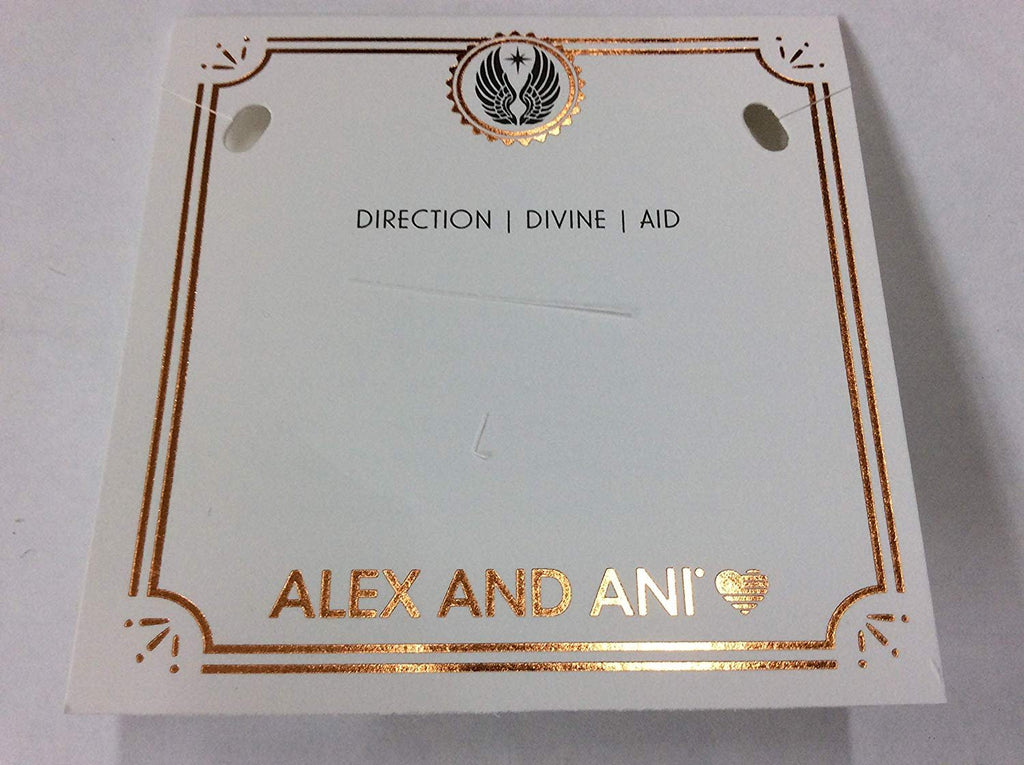 DIRECTION | DIVINE | AID
ALEX AND ANI